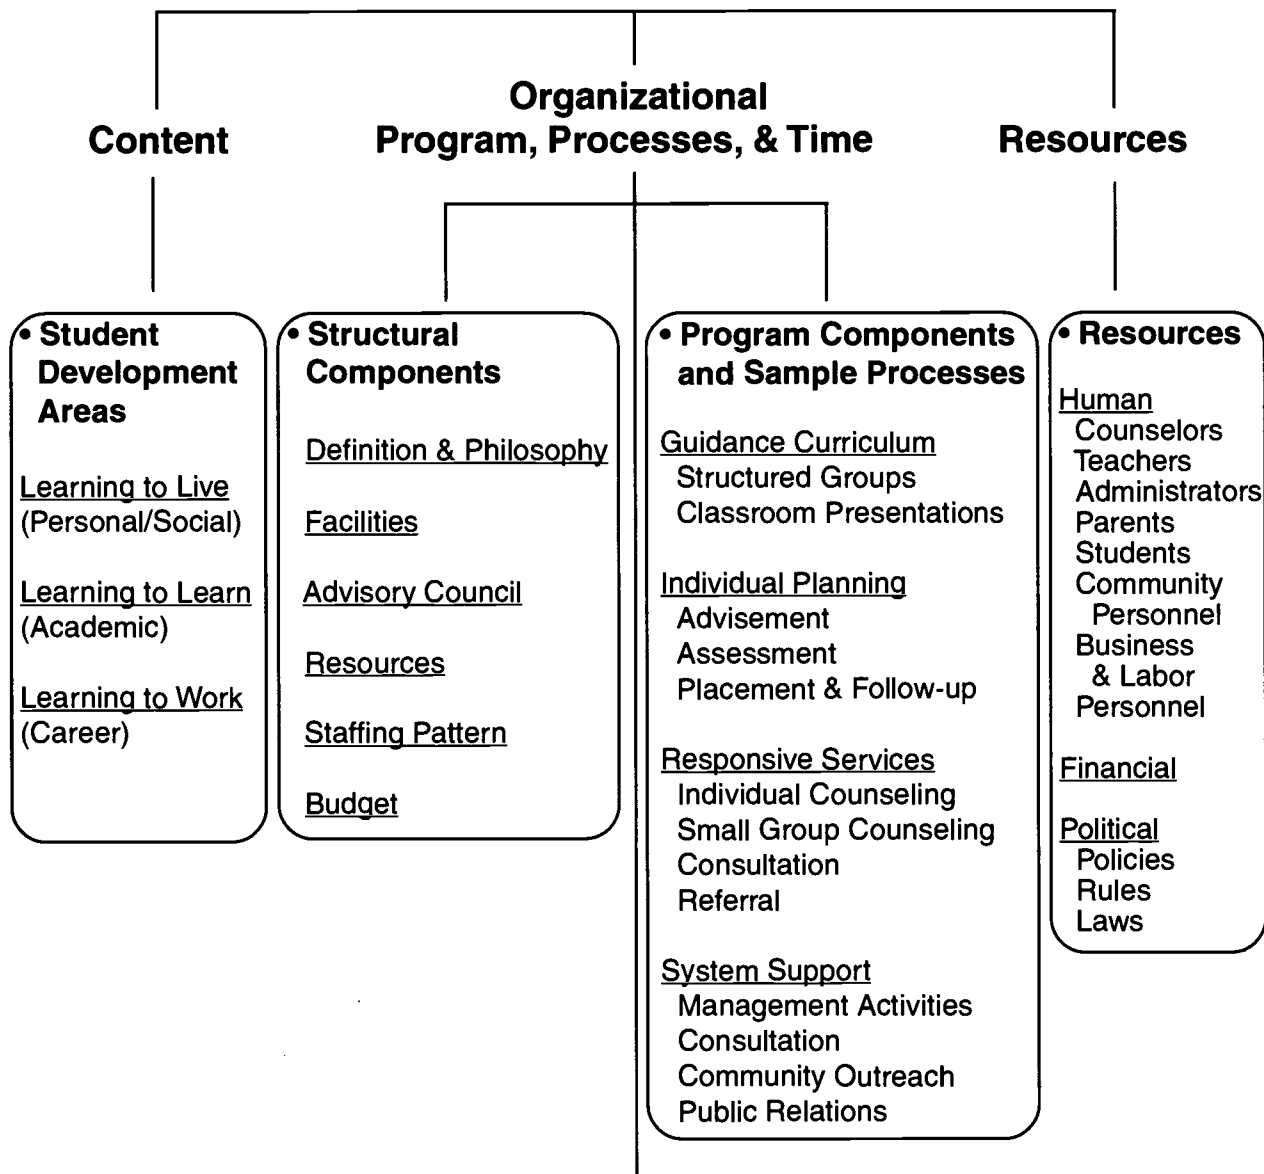 Content
Organizational
Program, Processes, & Time
Resources
• Student
Development
Areas
Learning to Live
(Personal/Social)
Learning to Learn
(Academic)
Learning to Work
(Career)
• Structural
Components
Definition & Philosophy
Facilities
Advisory Council
Resources
Staffing Pattern
Budget
• Program Components
and Sample Processes
Guidance Curriculum
Structured Groups
Classroom Presentations
Individual Planning
Advisement
Assessment
Placement & Follow-up
Responsive Services
Individual Counseling
Small Group Counseling
Consultation
Referral
System Support
Management Activities
Consultation
Community Outreach
Public Relations
• Resources
Human
Counselors
Teachers
Administrators
Parents
Students
Community
Personnel
Business
& Labor
Personnel
Financial
Political
Policies
Rules
Laws